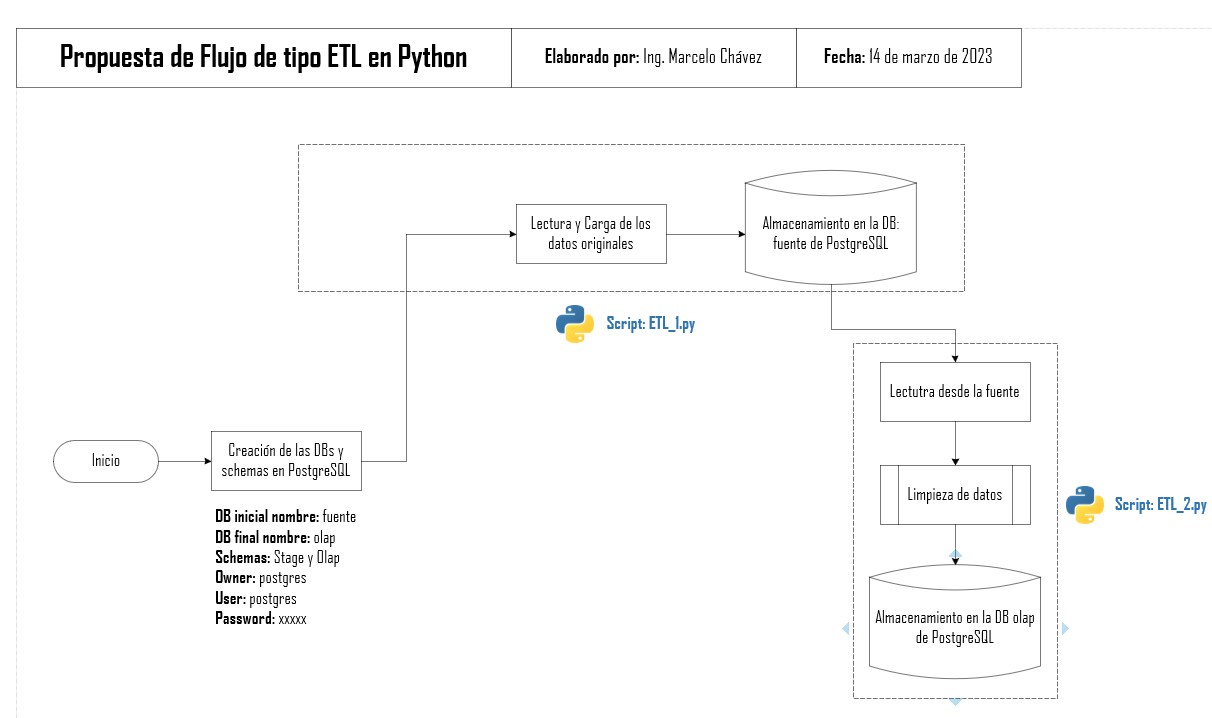 Propuesta de Flujo de tipo ETL en Python
Elaborado por: Ing. Marcelo Chávez
Fecha: 14 de marzo de 2023
Lectura y Carga de los
datos originales
Almacenamiento en la DB:
fuente de PostgreSQL
Script: ETL_1.py
Lectutra desde la fuente
Inicio
Creación de las DBs y
schemas en PostgreSQL
Limpieza de datos
Script: ETL_2.py
DB inicial nombre: fuente
DB final nombre: olap
Schemas: Stage y Olap
Owner: postgres
User: postgres
Password: xxxxx
Almacenamiento en la DB olap
de PostgreSQL